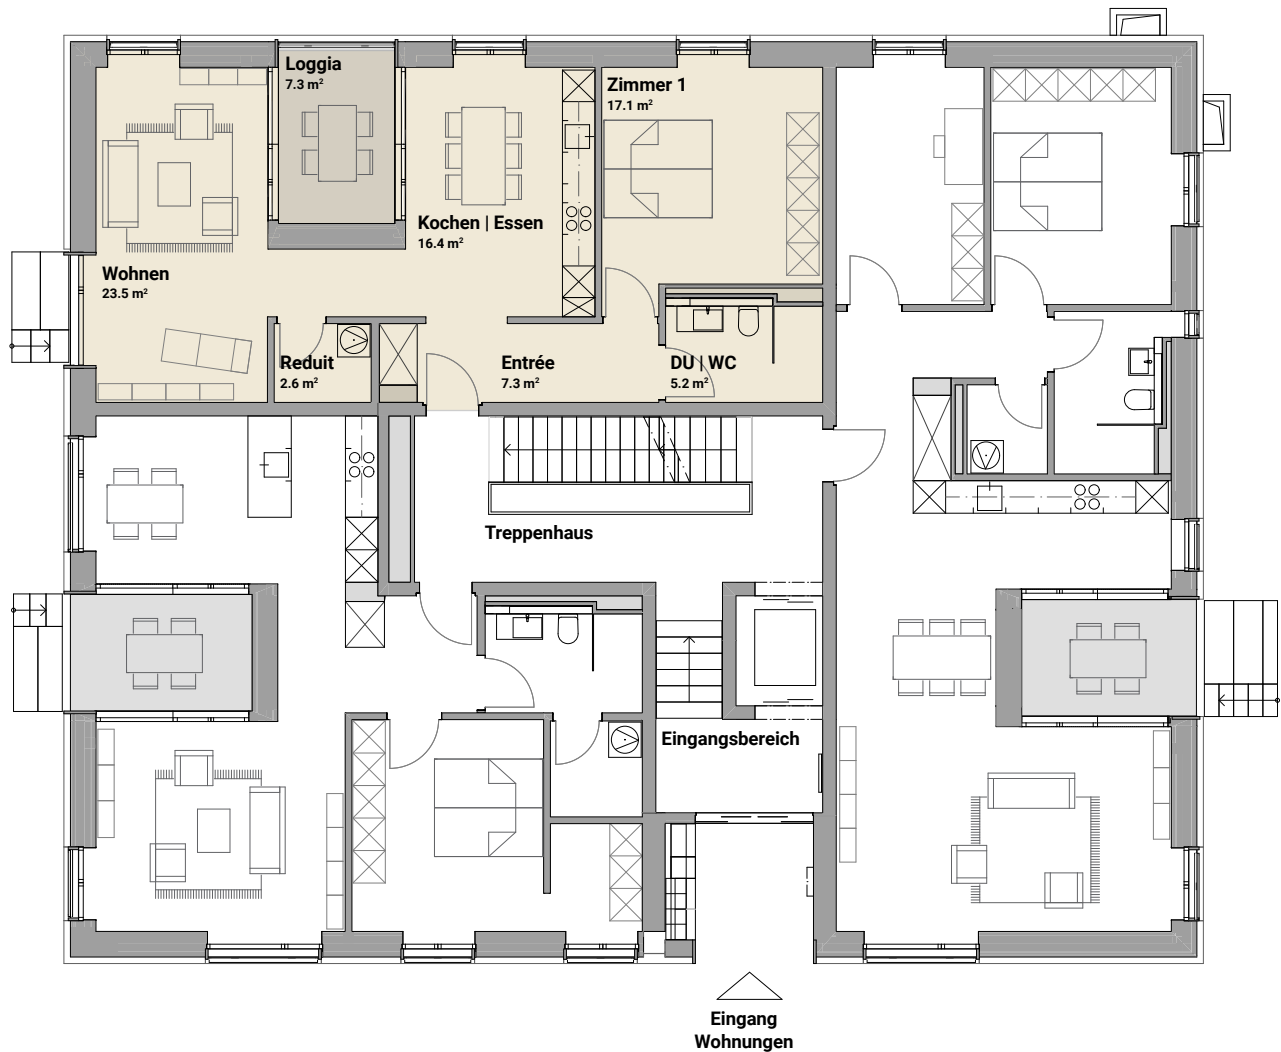 Loggia
7.3 m²
Zimmer 1
17.1 m²
Kochen | Essen
16.4 m²
Wohnen
23.5 m²
Reduit
2.6 m²
Entrée
7.3 m²
DU | WC
5.2 m²
Treppenhaus
Eingangsbereich
Eingang
Wohnungen